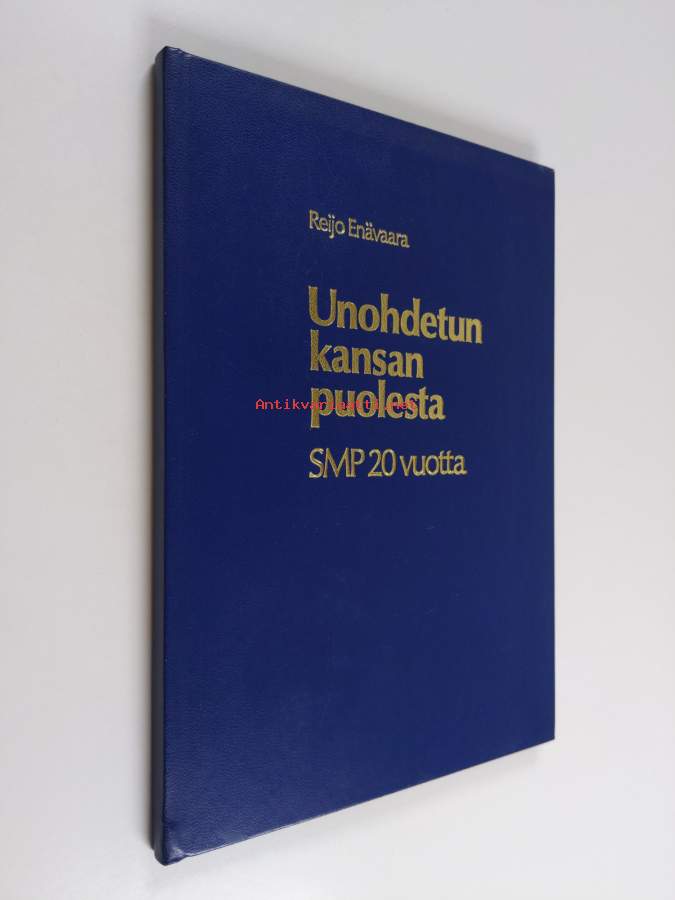 Reijo Enävaara
Unohdetun
kansan
Antikvariaatti.net
puolesta
SMP 20 vuotta